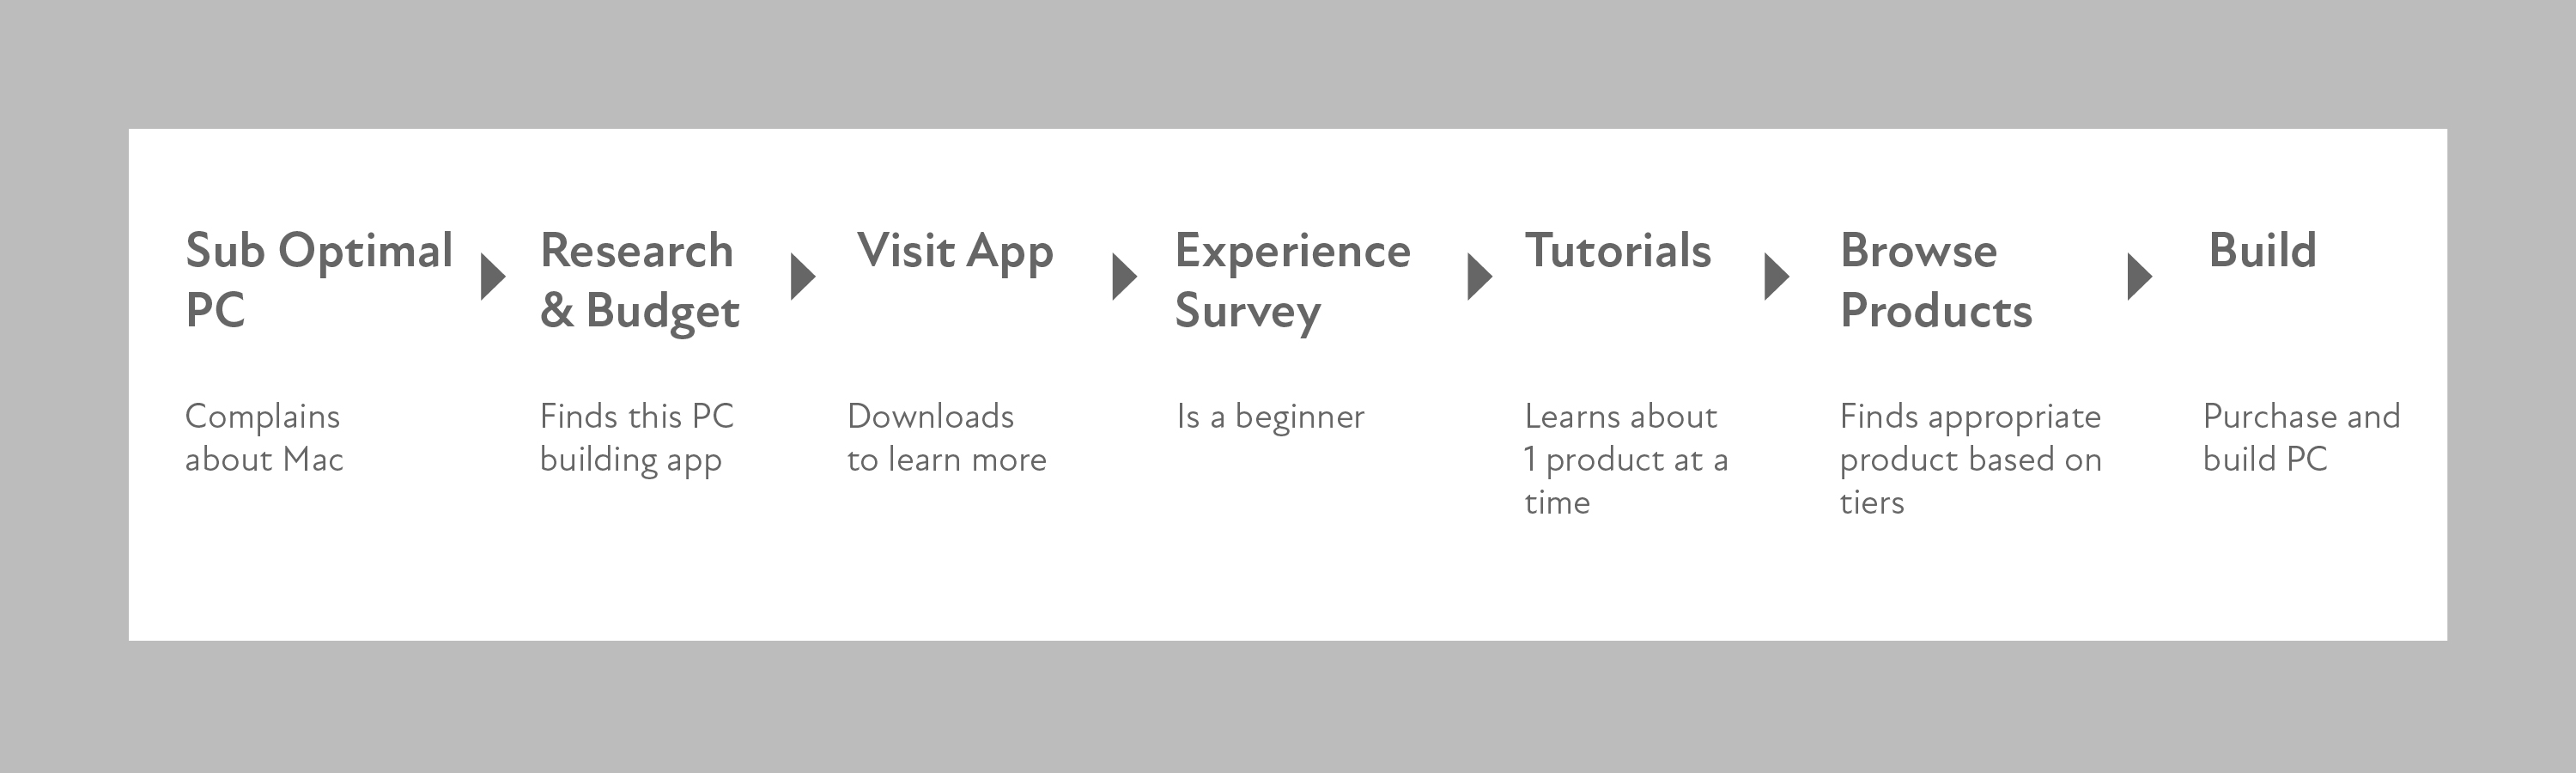 Sub Optimal
PC
Complains
about Mac
Research
& Budget
Finds this PC
building app
Visit App
Downloads
to learn more
Experience
Survey
Is a beginner
Tutorials
Learns about
1 product at a
time
Browse
Products
Finds appropriate
product based on
tiers
Build
Purchase and
build PC